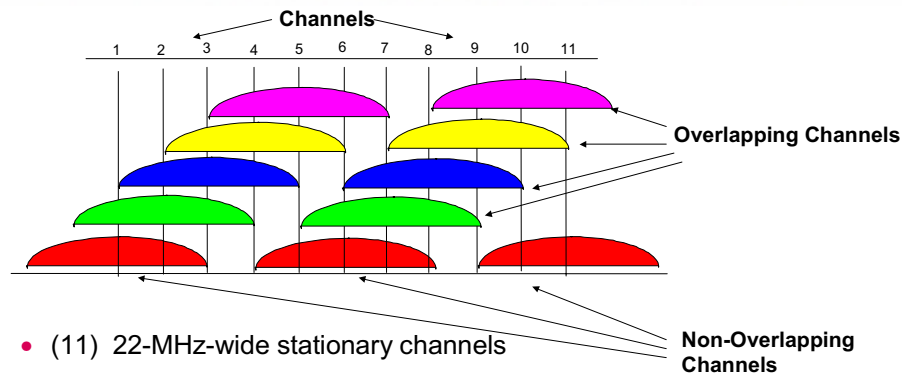 Channels
1 2 3 4 5 6 7 8 9 10 11
Overlapping Channels
Non-Overlapping
Channels
• (11) 22-MHz-wide stationary channels